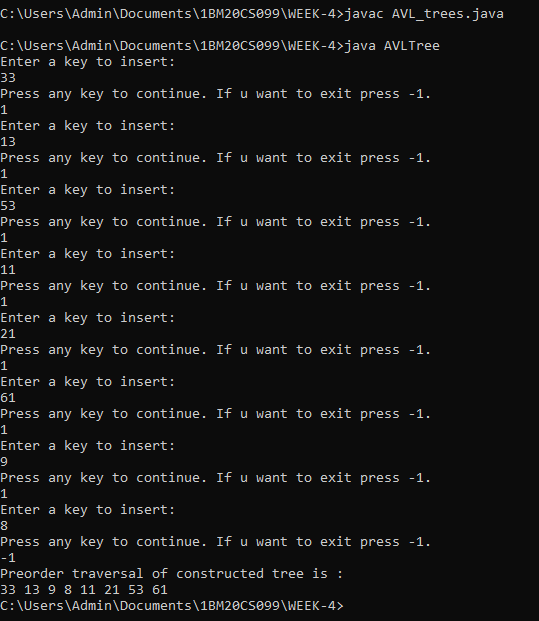 C:\Users\Admin\Documents\1BM20CS099\WEEK-4>javac AVL_trees.java
C:\Users\Admin\Documents\1BM20CS099\WEEK-4>java AVLTree
Enter a key to insert:
33
Press any key to continue. If u want to exit press -1.
1
Enter a key to insert:
13
Press any key to continue. If u want to exit press -1.
1
Enter a key to insert:
53
Press any key to continue. If u want to exit press -1.
1
Enter a key to insert:
11
Press any key to continue. If u want to exit press -1.
1
Enter a key to insert:
21
Press any key to continue. If u want to exit press -1.
1
Enter a key to insert:
61
Press any key to continue. If u want to exit press -1.
1
Enter a key to insert:
9
Press any key to continue. If u want to exit press -1.
1
Enter a key to insert:
8
Press any key to continue. If u want to exit press -1.
-1
Preorder traversal of constructed tree is :
33 13 9 8 11 21 53 61
C:\Users\Admin\Documents\1BM20CS099\WEEK-4>